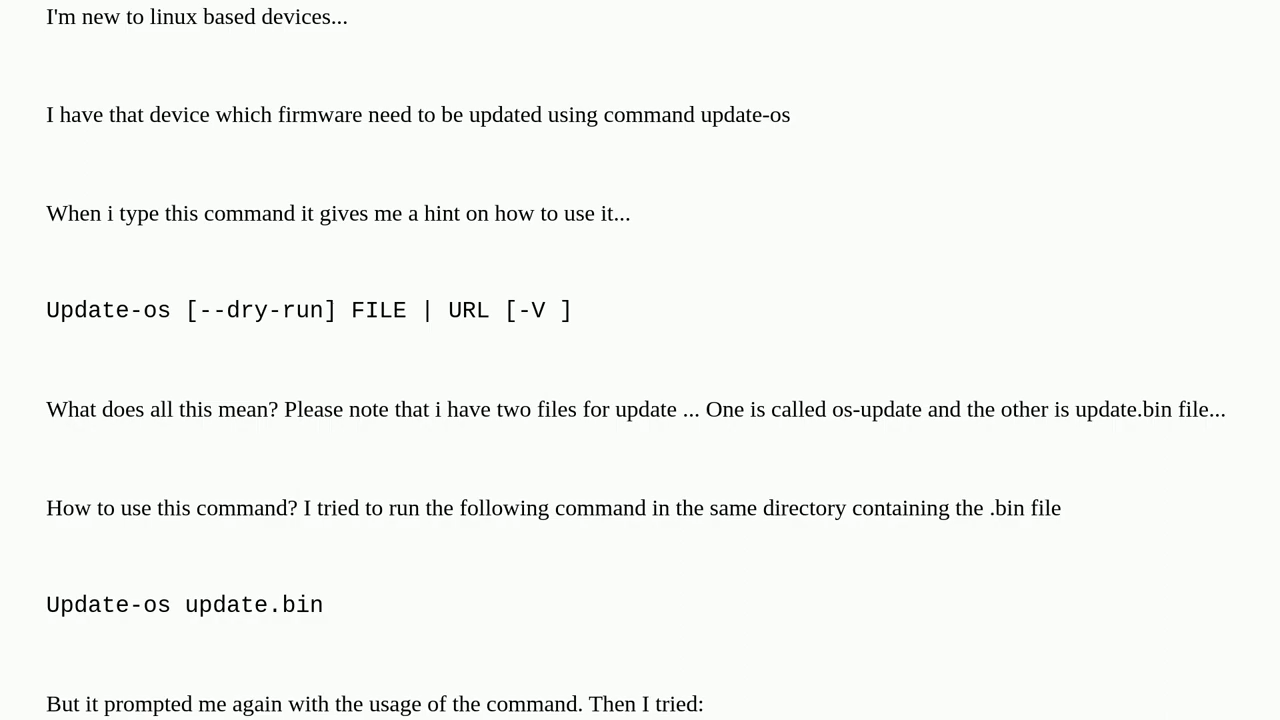 I'm new to linux based devices...
I have that device which firmware need to be updated using command update-os
When i type this command it gives me a hint on how to use it...
Update-os [--dry-run] FILE | URL [-V ]
What does all this mean? Please note that i have two files for update ... One is called os-update and the other is update.bin file...
How to use this command? I tried to run the following command in the same directory containing the .bin file
Update-os update.bin
But it prompted me again with the usage of the command. Then I tried: